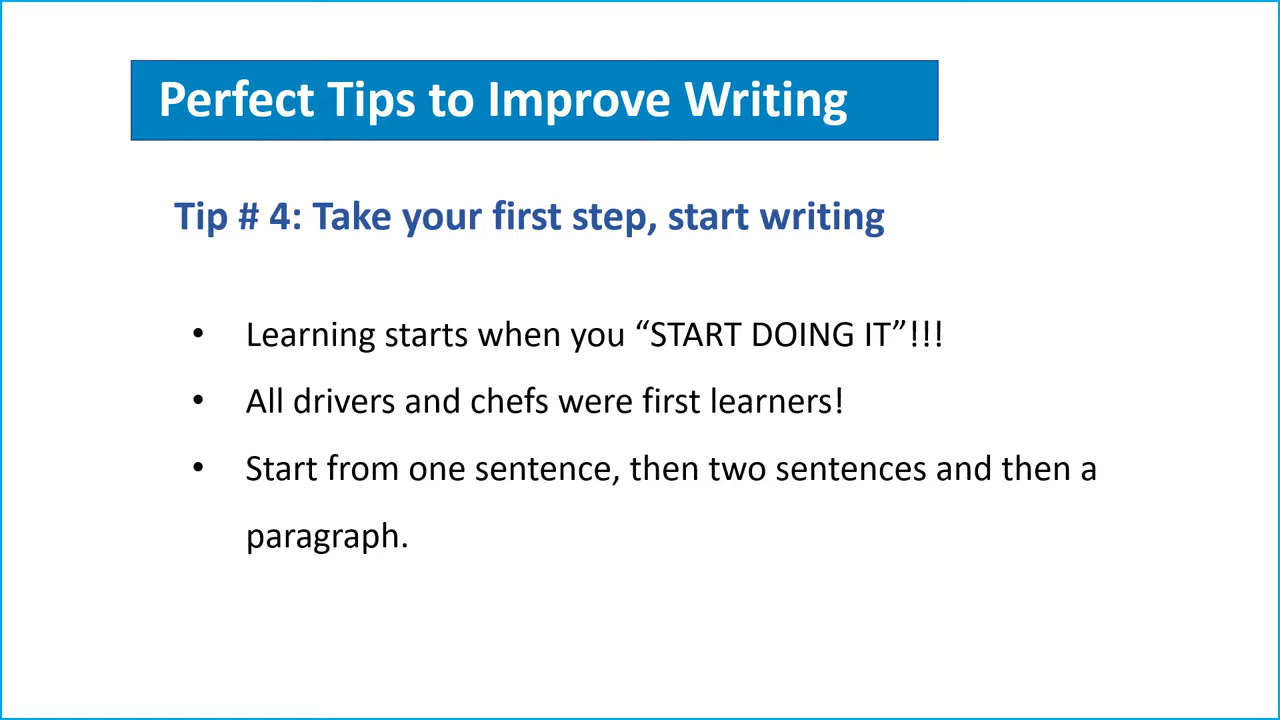 Perfect Tips to Improve Writing
Tip # 4: Take your first step, start writing
• Learning starts when you “START DOING IT”!!!
• All drivers and chefs were first learners!
• Start from one sentence, then two sentences and then a
paragraph.